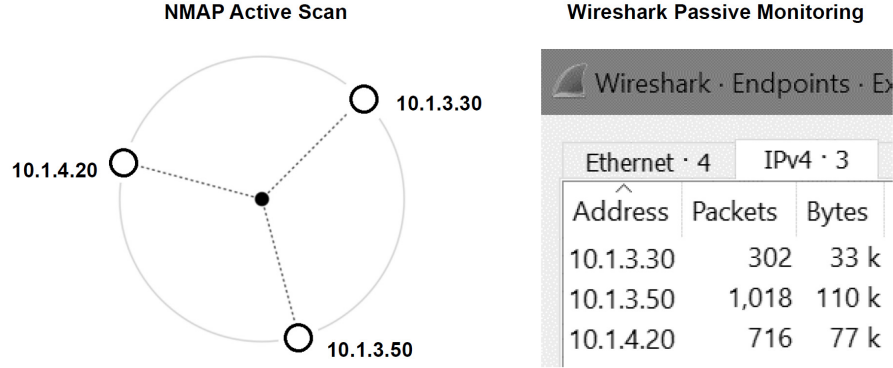 NMAP Active Scan
10.1.3.30
10.1.4.20
10.1.3.50
Wireshark Passive Monitoring
Wireshark · Endpoints ·
Ethernet · 4 IPv4 · 3
Address Packets Bytes
10.1.3.30 302 33 k
10.1.3.50 1,018 110 k
10.1.4.20 716 77 k